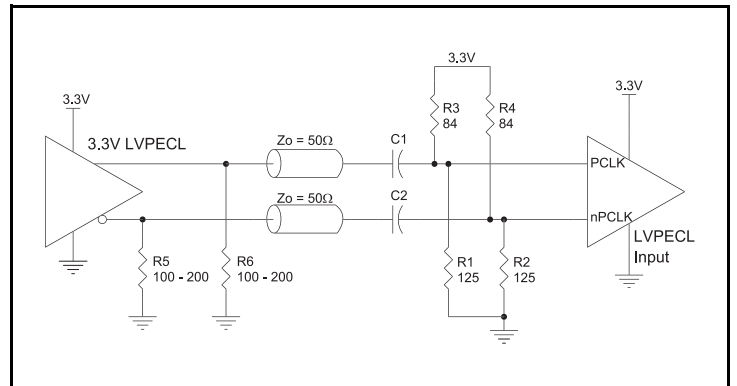 3.3V
3.3V LVPECL
R5
100 - 200
R6
100 - 200
Zo = 50Ω
Zo = 50Ω
C1
C2
3.3V
R3
84
R4
84
R1
125
R2
125
3.3V
PCLK
nPCLK
LVPECL
Input